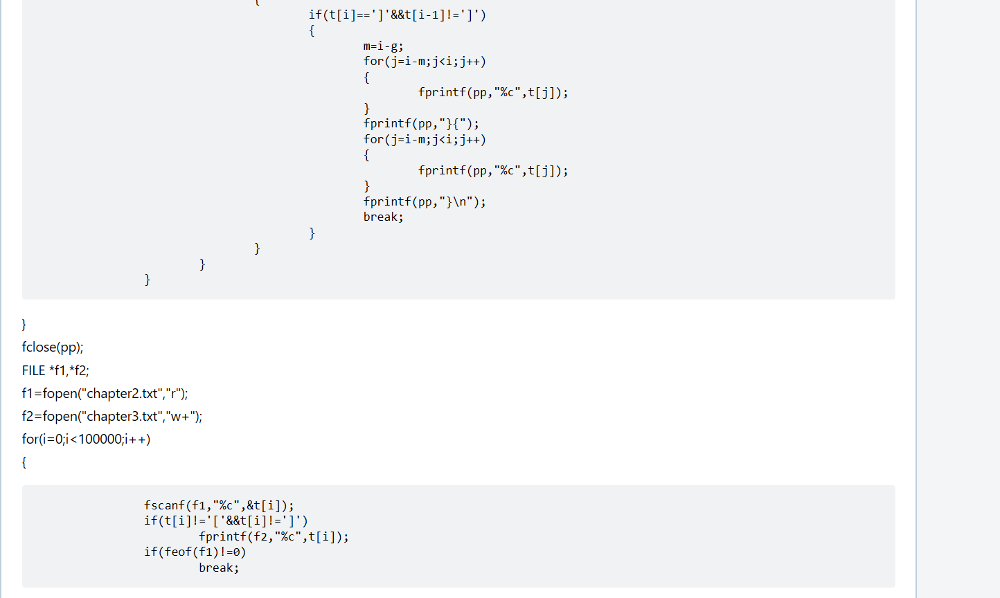 {
if(t[i]==']'&&t[i-1]!=']')
{
m=i-g;
for(j=i-m;j<i;j++)
{
fprintf(pp,"%c",t[j]);
}
fprintf(pp,"}{");
for(j=i-m;j<i;j++)
{
fprintf(pp,"%c",t[j]);
}
fprintf(pp,"}\n");
break;
}
}
}
}
}
fclose(pp);
FILE *f1,*f2;
f1=fopen("chapter2.txt","r");
f2=fopen("chapter3.txt","w+");
for(i=0;i<100000;i++)
{
fscanf(f1,"%c",&t[i]);
if(t[i]!='['&&t[i]!=']')
fprintf(f2,"%c",t[i]);
if(feof(f1)!=0)
break;